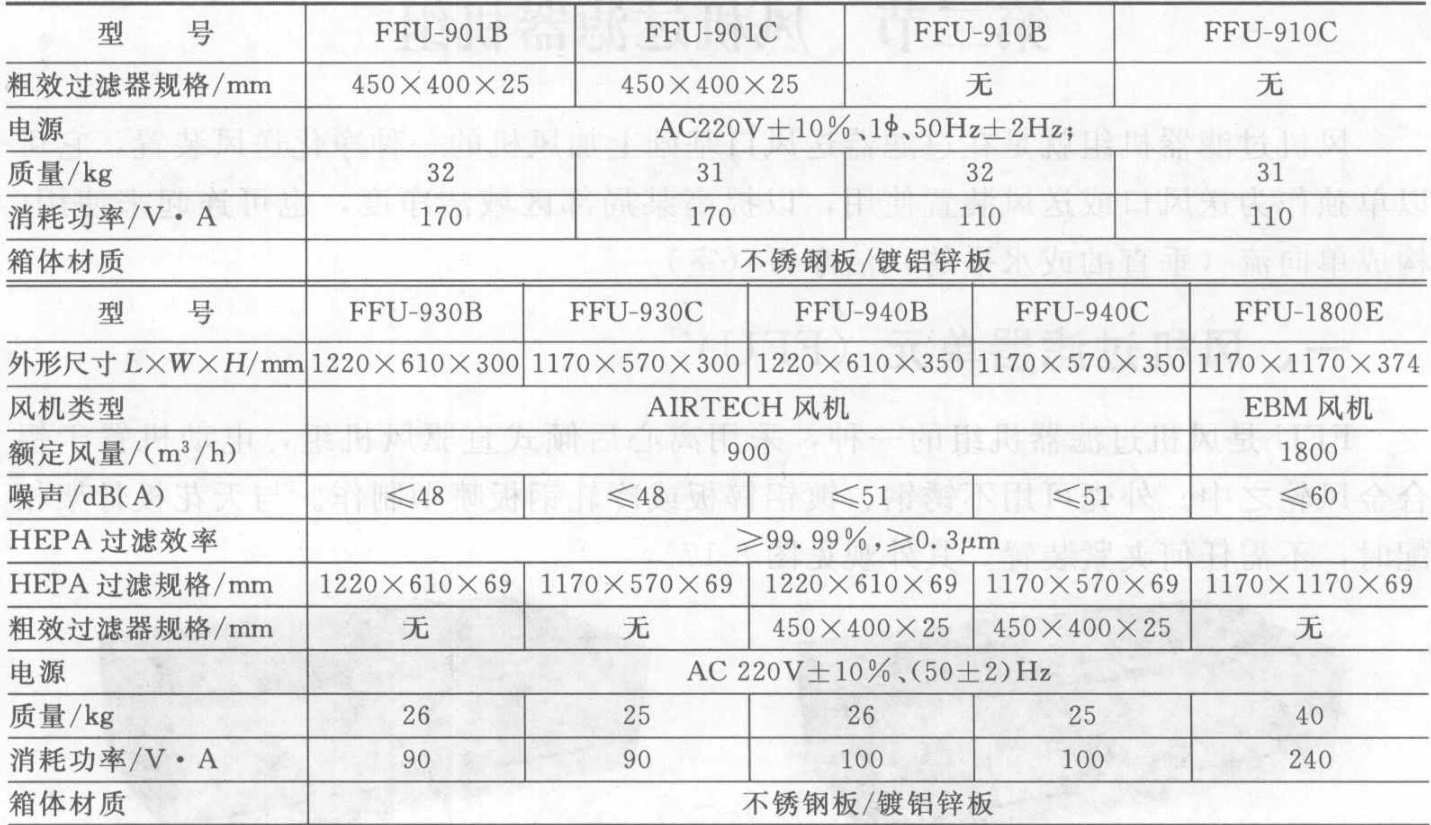 型 号 FFU-901B FFU-901C FFU-910B FFU-910C
粗效过滤器规格/mm 450×400×25 450×400×25 无 无
电源 AC220V±10%、1ϕ、50Hz±2Hz;
质量/kg 32 31 32 31
消耗功率/V·A 170 170 110 110
箱体材质 不锈钢板/镀铝锌板
型 号 FFU-930B FFU-930C FFU-940B FFU-940C FFU-1800E
外形尺寸 L×W×H/mm 1220×610×300 1170×570×300 1220×610×350 1170×570×350 1170×1170×374
风机类型 AIRTECH 风机 EBM 风机
额定风量/(m³/h) 900 1800
噪声/dB(A) ≤48 ≤48 ≤51 ≤51 ≤60
HEPA 过滤效率 ≥99.99%,≥0.3μm
HEPA 过滤规格/mm 1220×610×69 1170×570×69 1220×610×69 1170×570×69 1170×1170×69
粗效过滤器规格/mm 无 无 450×400×25 450×400×25 无
电源 AC 220V±10%、(50±2)Hz
质量/kg 26 25 26 25 40
消耗功率/V·A 90 90 100 100 240
箱体材质 不锈钢板/镀铝锌板